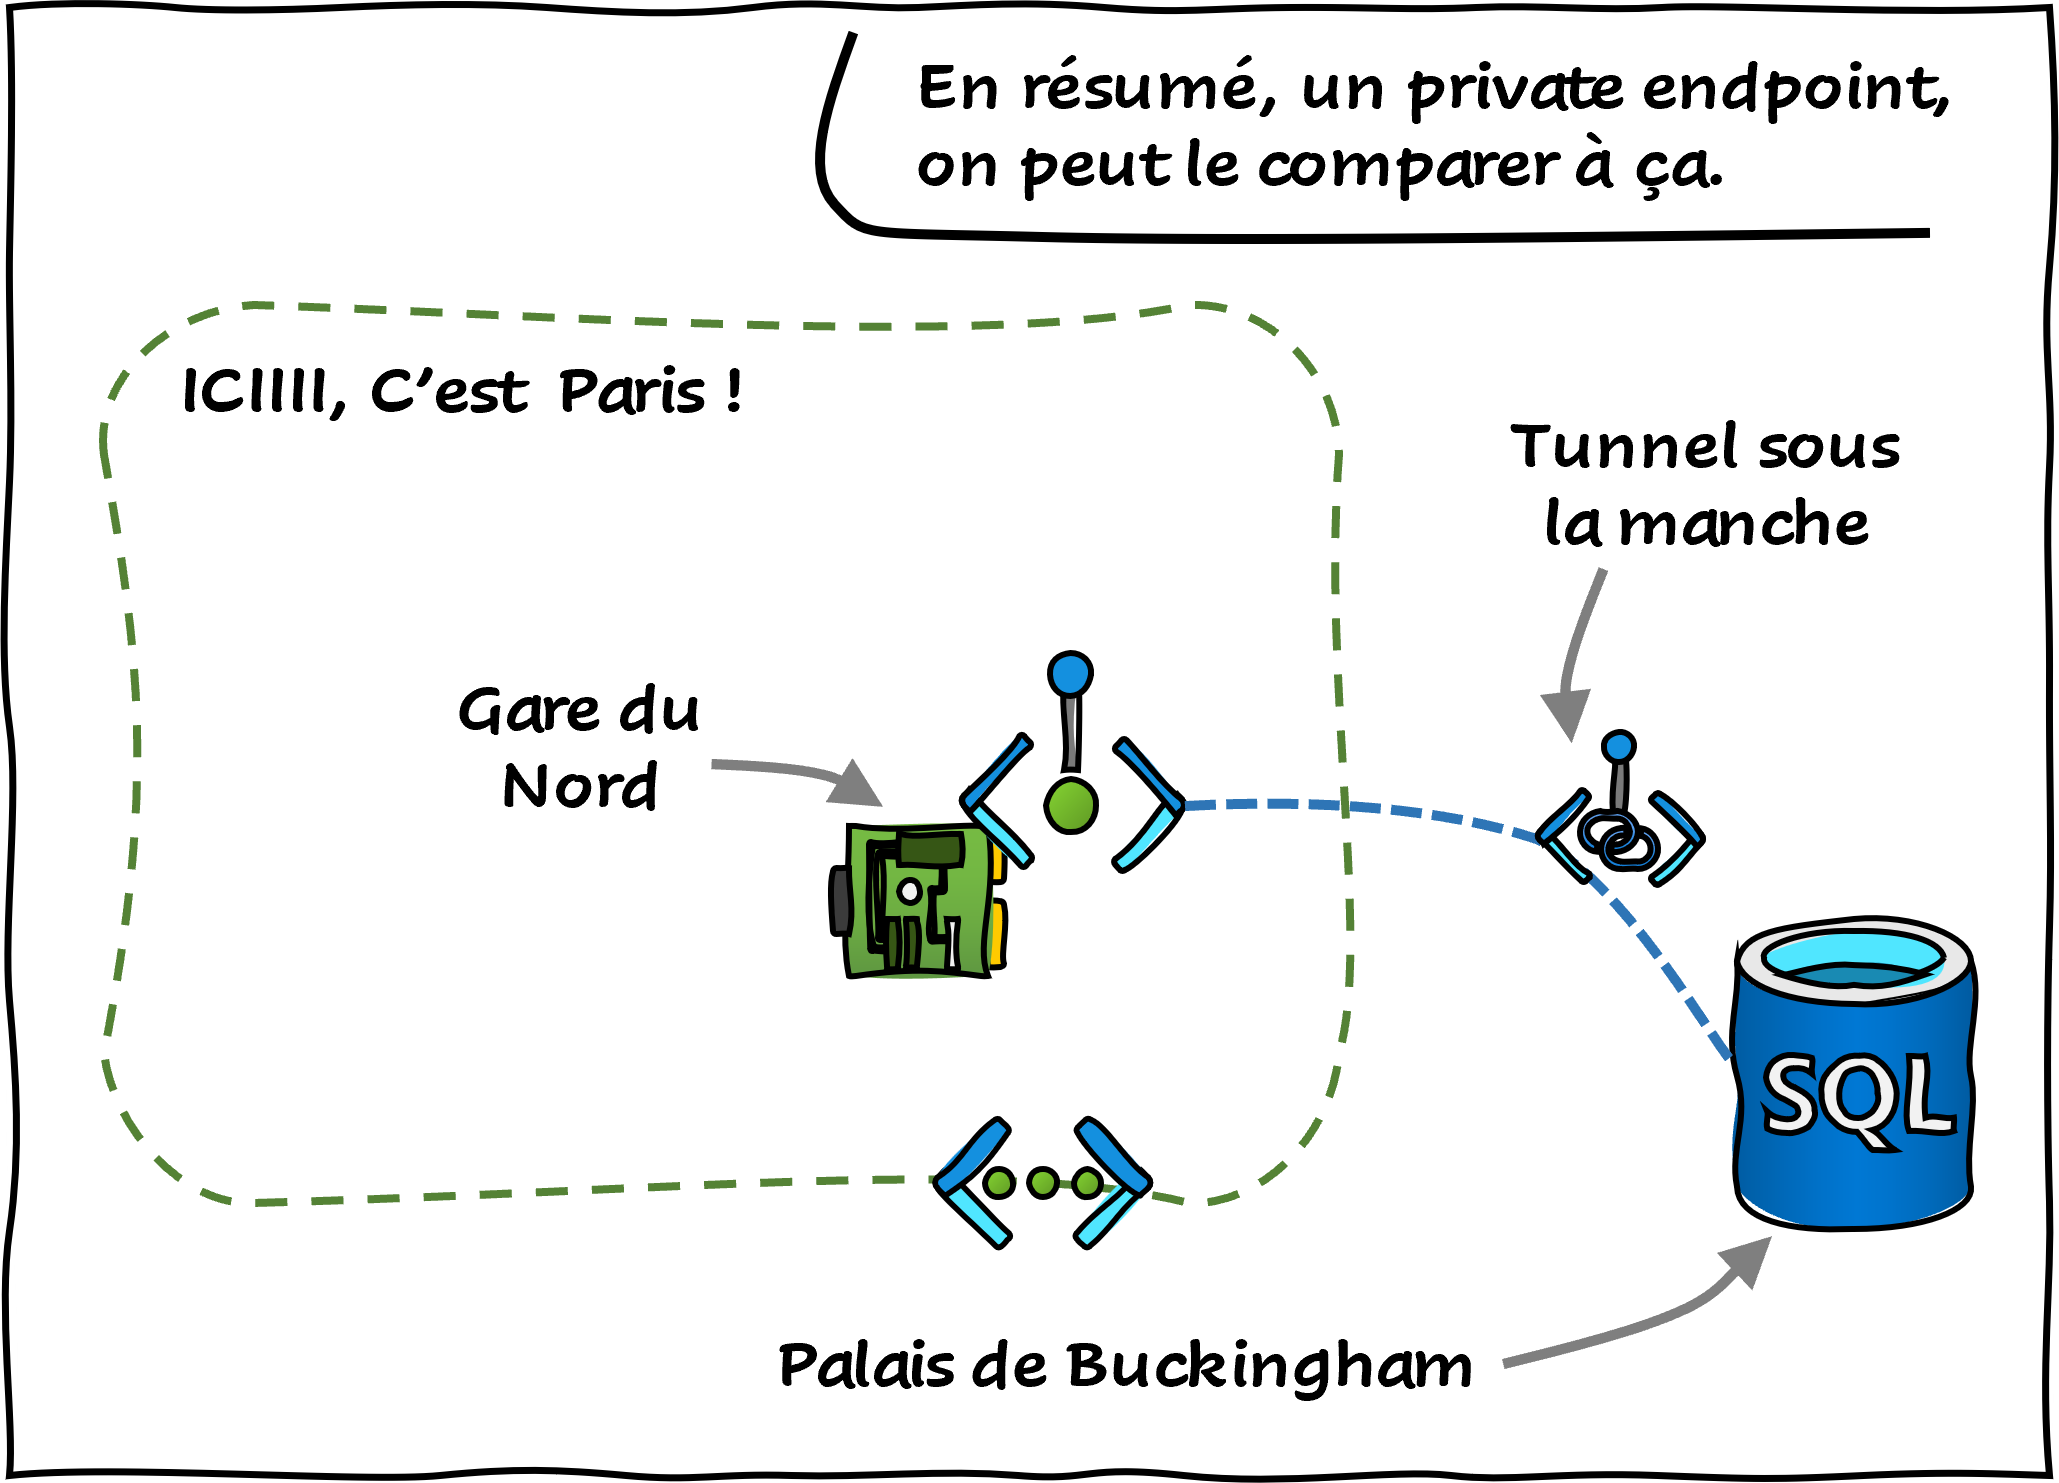 En résumé, un private endpoint,
on peut le comparer à ça.
ICIIIII, C’est Paris !
Tunnel sous
la manche
Gare du
Nord
SQL
Palais de Buckingham